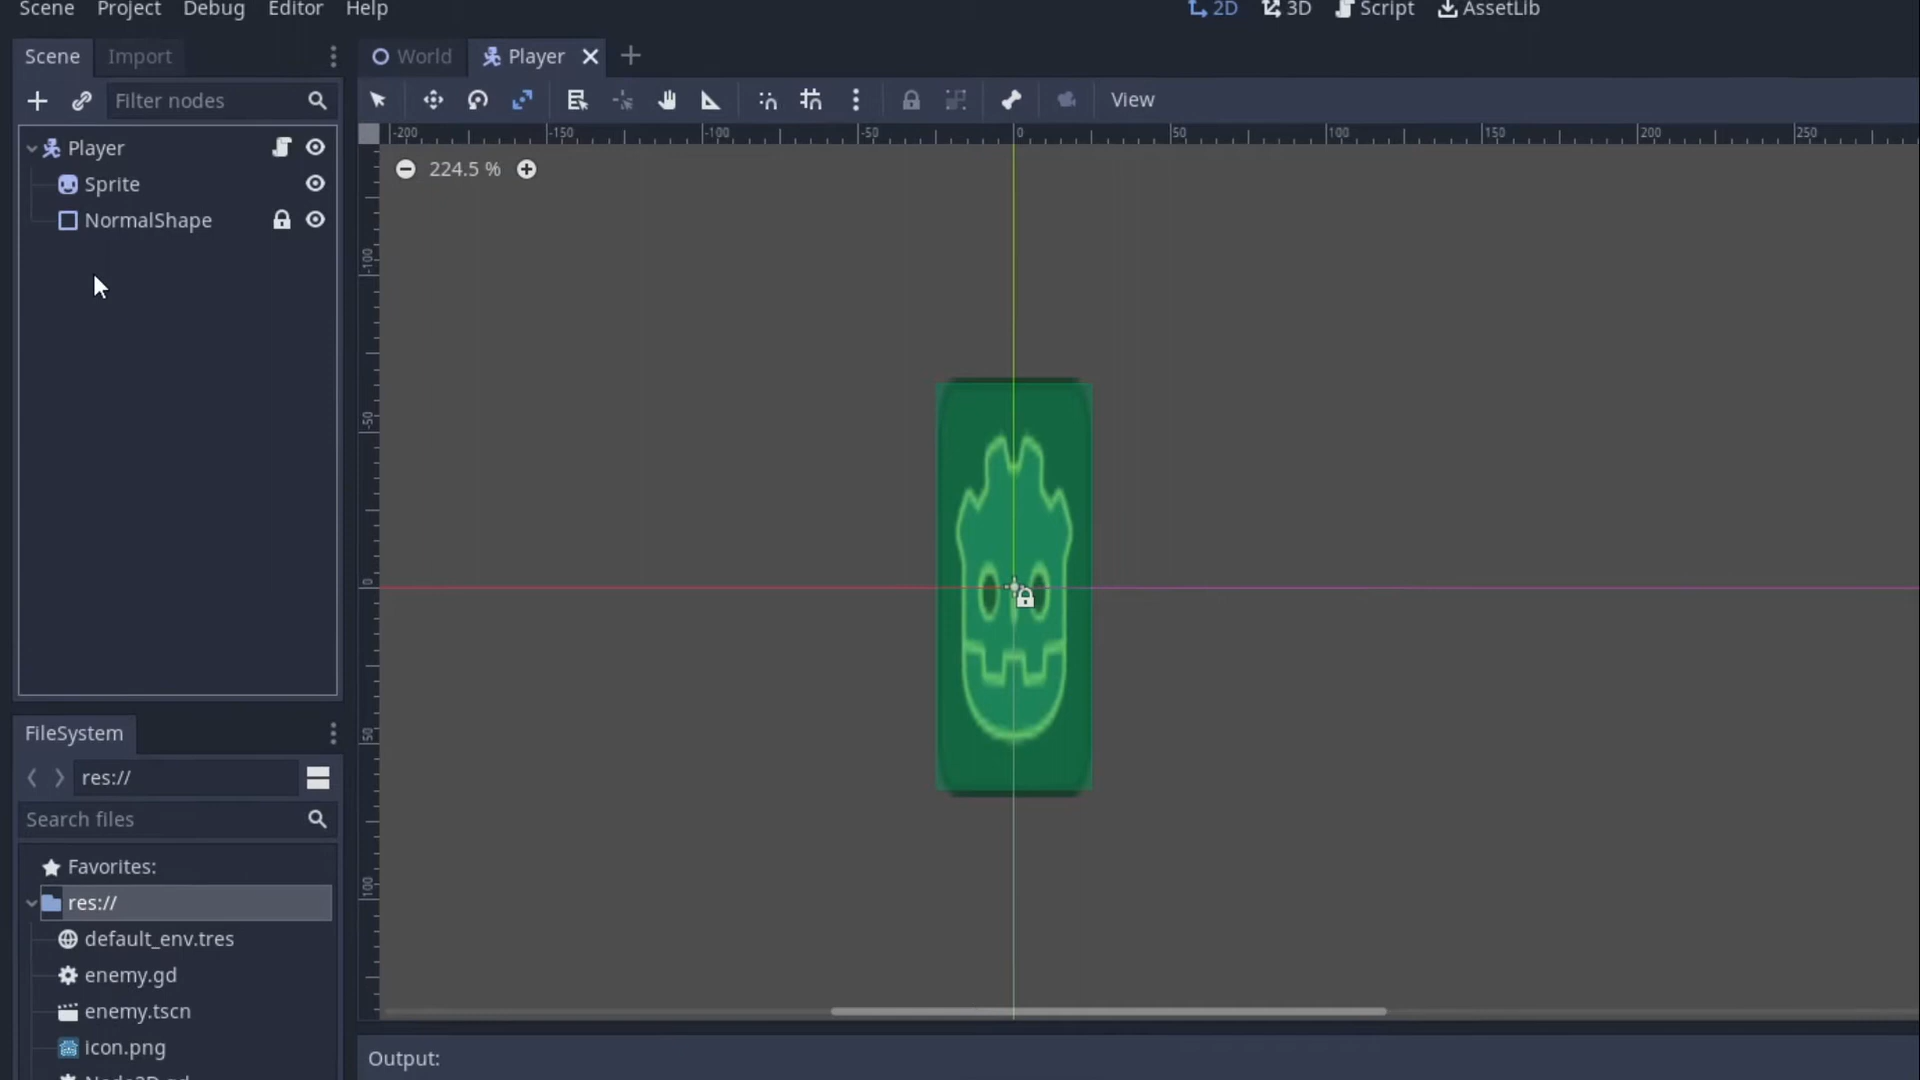 Scene Project Debug Editor Help 2D 3D Script AssetLib
Scene Import World Player
Filter nodes View
-200 -150 -100 -50 0 50 100 150 200 250
Player
224.5 %
Sprite
NormalShape
-100
-50
0
50
100
FileSystem
res://
Search files
Favorites:
res://
default_env.tres
enemy.gd
enemy.tscn
icon.png
Output: